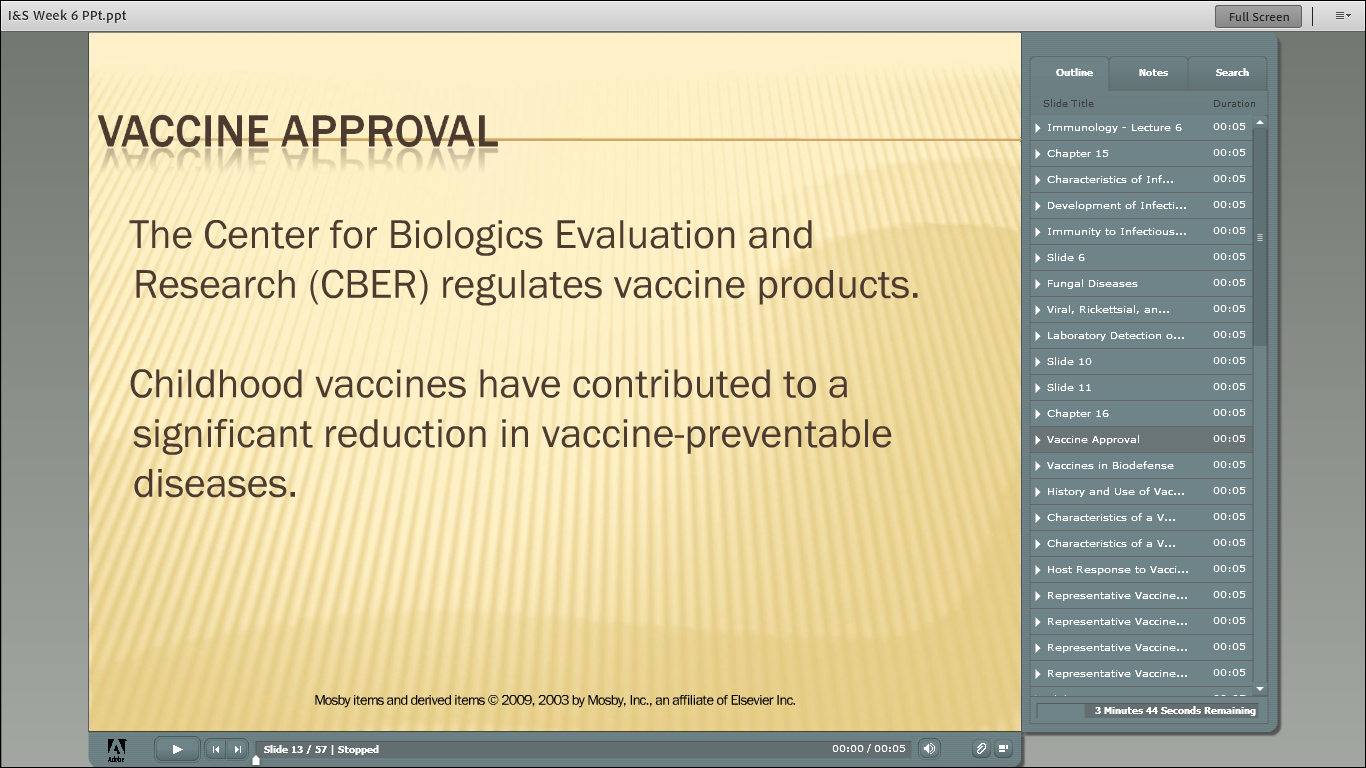 I&S Week 6 PPt.ppt
Full Screen
VACCINE APPROVAL
The Center for Biologics Evaluation and
Research (CBER) regulates vaccine products.
Childhood vaccines have contributed to a
significant reduction in vaccine-preventable
diseases.
Mosby items and derived items © 2009, 2003 by Mosby, Inc., an affiliate of Elsevier Inc.
Outline Notes Search
Slide Title Duration
Immunology - Lecture 6 00:05
Chapter 15 00:05
Characteristics of Inf... 00:05
Development of Infecti... 00:05
Immunity to Infectious... 00:05
Slide 6 00:05
Fungal Diseases 00:05
Viral, Rickettsial, an... 00:05
Laboratory Detection o... 00:05
Slide 10 00:05
Slide 11 00:05
Chapter 16 00:05
Vaccine Approval 00:05
Vaccines in Biodefense 00:05
History and Use of Vac... 00:05
Characteristics of a V... 00:05
Characteristics of a V... 00:05
Host Response to Vacci... 00:05
Representative Vaccine... 00:05
Representative Vaccine... 00:05
Representative Vaccine... 00:05
Representative Vaccine... 00:05
3 Minutes 44 Seconds Remaining
Adobe
Slide 13 / 57 | Stopped 00:00 / 00:05